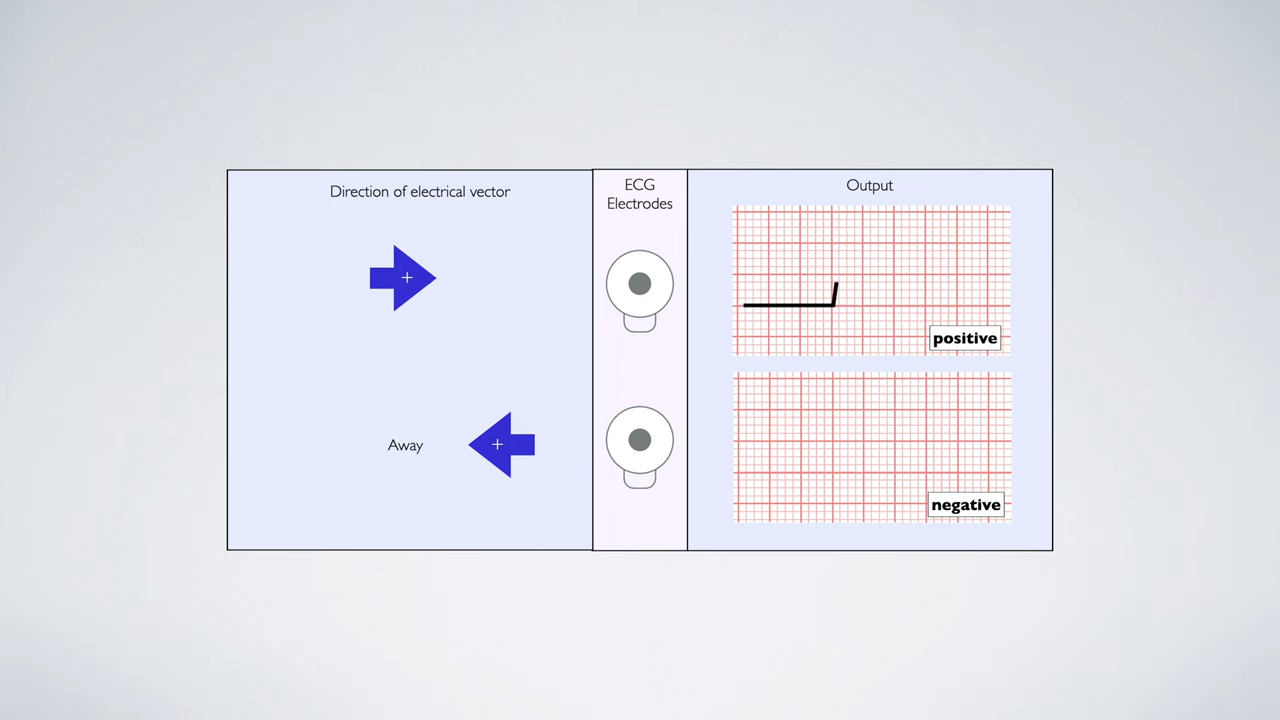 Direction of electrical vector
ECG
Electrodes
Output
+
positive
Away
+
negative